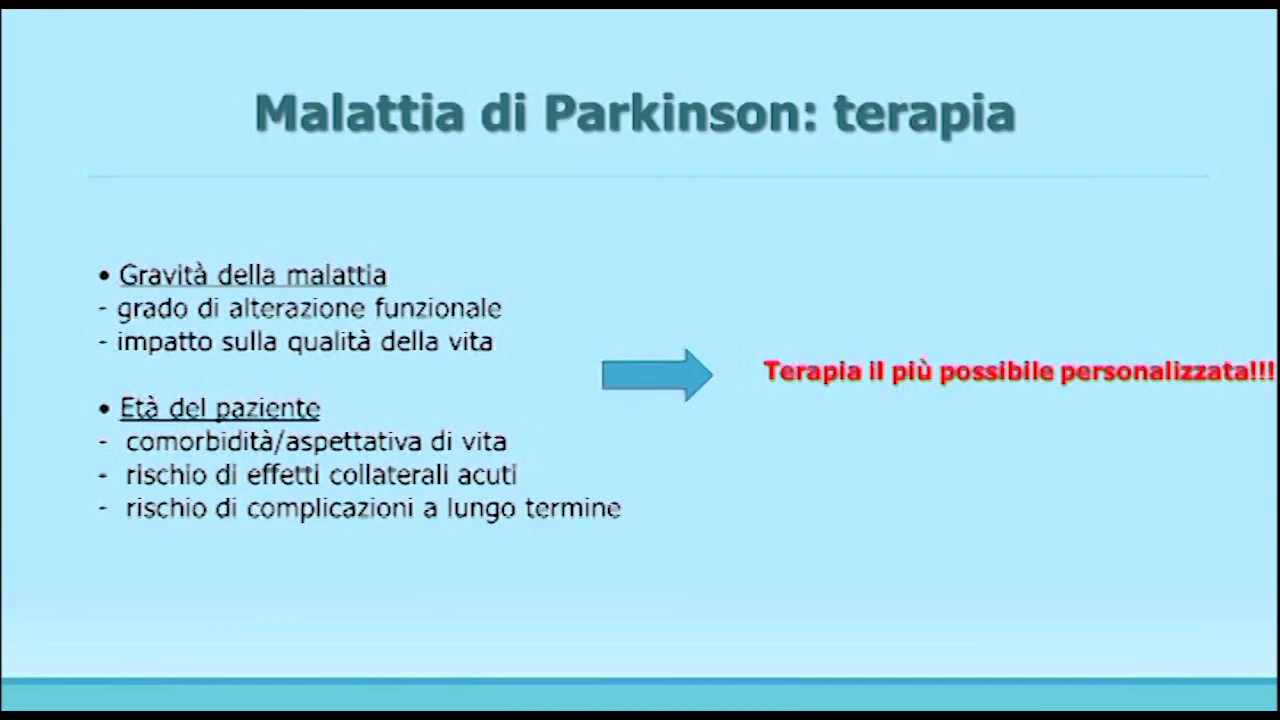 Malattia di Parkinson: terapia
• Gravità della malattia
- grado di alterazione funzionale
- impatto sulla qualità della vita
Terapia il più possibile personalizzata!!!
• Età del paziente
- comorbidità/aspettativa di vita
- rischio di effetti collaterali acuti
- rischio di complicazioni a lungo termine